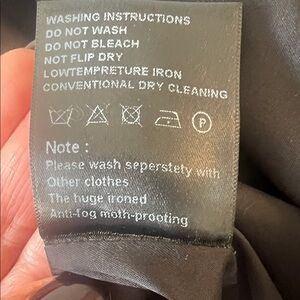 WASHING INSTRUCTIONS
DO NOT WASH
DO NOT BLEACH
NOT FLIP DRY
LOWTEMPRETURE IRON
CONVENTIONAL DRY CLEANING
P
Note :
Please wash seperstety with
Other clothes
The huge ironed
Anti-fog moth-proofing